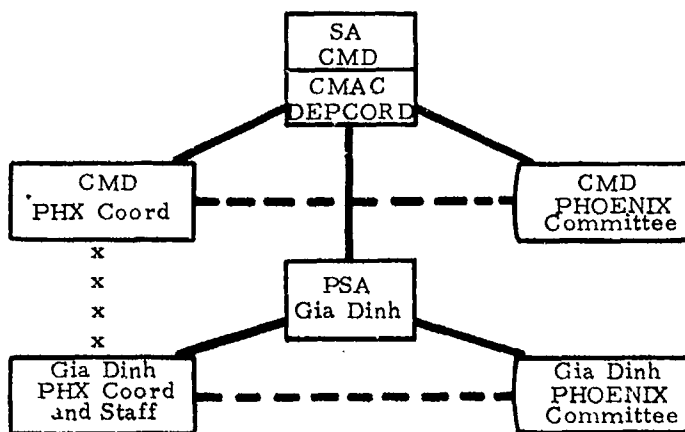 SA
CMD
CMAC
DEPCORD
CMD
PHX Coord
CMD
PHOENIX
Committee
x
x
x
x
PSA
Gia Dinh
Gia Dinh
PHX Coord
and Staff
Gia Dinh
PHOENIX
Committee